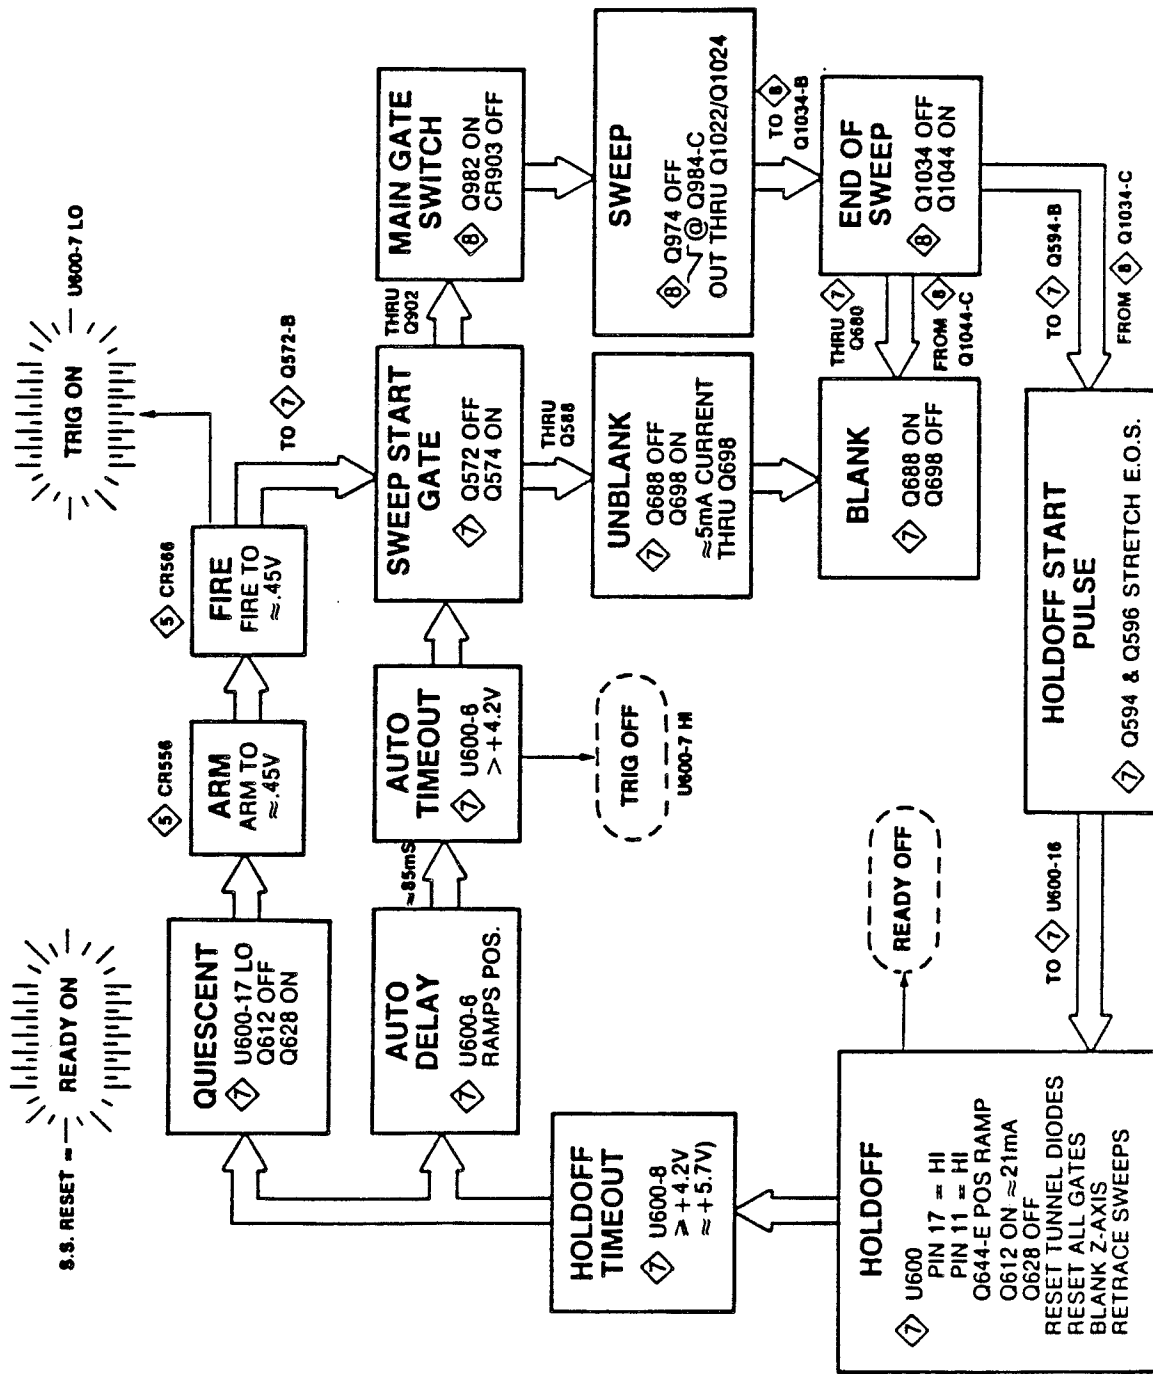 S.S. RESET =
READY ON
TRIG ON
U600-7 LO
QUIESCENT
7 U600-17 LO
Q612 OFF
Q628 ON
5 CR556
ARM
ARM TO
≈.45V
5 CR566
FIRE
FIRE TO
≈.45V
TO 7 Q572-B
AUTO
DELAY
7 U600-6
RAMPS POS.
≈85mS
AUTO
TIMEOUT
7 U600-6
>+4.2V
SWEEP START
GATE
7 Q572 OFF
Q574 ON
THRU
Q902
MAIN GATE
SWITCH
8 Q982 ON
CR903 OFF
TRIG OFF
U600-7 HI
THRU
Q588
HOLDOFF
TIMEOUT
7 U600-8
≥+4.2V
≈+5.7V)
UNBLANK
7 Q688 OFF
Q698 ON
≈5mA CURRENT
THRU Q698
SWEEP
8 Q974 OFF
@ Q984-C
OUT THRU Q1022/Q1024
TO 8
Q1034-B
BLANK
7 Q688 ON
Q698 OFF
THRU 7
Q680
FROM 8
Q1044-C
END OF
SWEEP
8 Q1034 OFF
Q1044 ON
HOLDOFF
7 U600
PIN 17 = HI
PIN 11 = HI
Q644-E POS RAMP
Q612 ON ≈21mA
Q628 OFF
RESET TUNNEL DIODES
RESET ALL GATES
BLANK Z-AXIS
RETRACE SWEEPS
READY OFF
TO 7 U600-16
HOLDOFF START
PULSE
7 Q594 & Q596 STRETCH E.O.S.
TO 7 Q594-B
FROM 8 Q1034-C